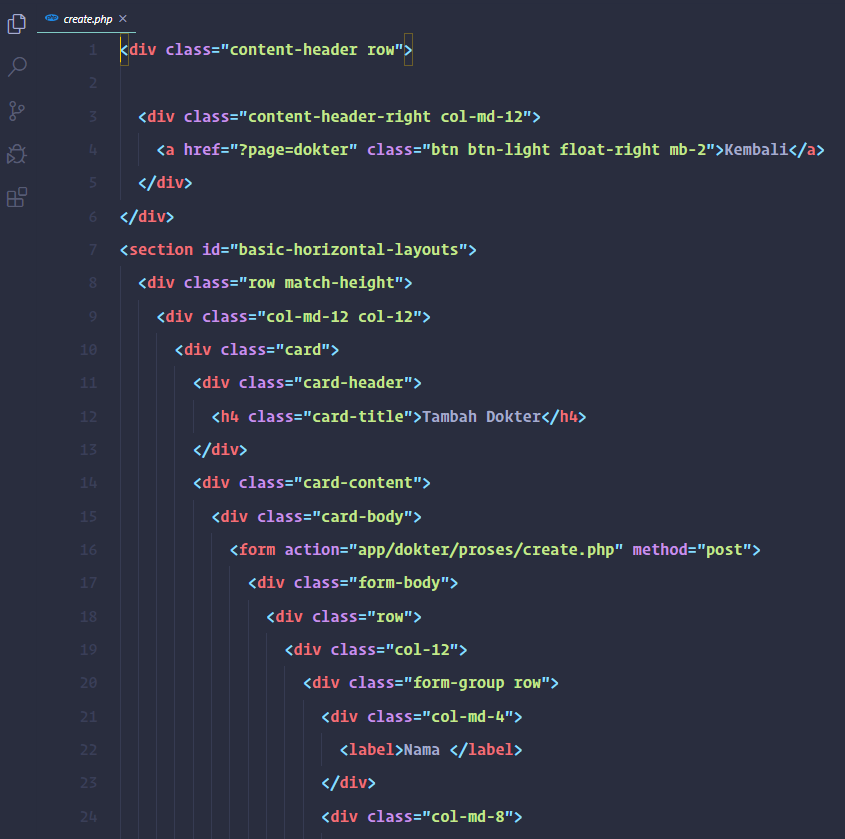 create.php ×
1 <div class="content-header row">
2
3 <div class="content-header-right col-md-12">
4 <a href="?page=dokter" class="btn btn-light float-right mb-2">Kembali</a>
5 </div>
6 </div>
7 <section id="basic-horizontal-layouts">
8 <div class="row match-height">
9 <div class="col-md-12 col-12">
10 <div class="card">
11 <div class="card-header">
12 <h4 class="card-title">Tambah Dokter</h4>
13 </div>
14 <div class="card-content">
15 <div class="card-body">
16 <form action="app/dokter/proses/create.php" method="post">
17 <div class="form-body">
18 <div class="row">
19 <div class="col-12">
20 <div class="form-group row">
21 <div class="col-md-4">
22 <label>Nama </label>
23 </div>
24 <div class="col-md-8">